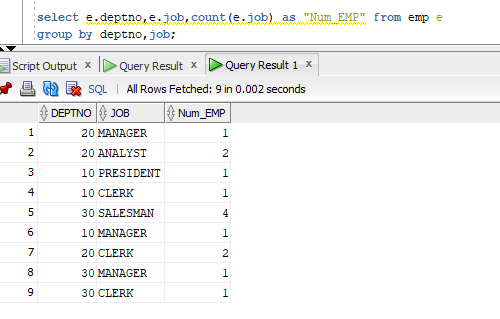 select e.deptno,e.job,count(e.job) as "Num_EMP" from emp e
group by deptno,job;
Script Output x Query Result x Query Result 1 x
SQL | All Rows Fetched: 9 in 0.002 seconds
DEPTNO JOB Num_EMP
1 20 MANAGER 1
2 20 ANALYST 2
3 10 PRESIDENT 1
4 10 CLERK 1
5 30 SALESMAN 4
6 10 MANAGER 1
7 20 CLERK 2
8 30 MANAGER 1
9 30 CLERK 1